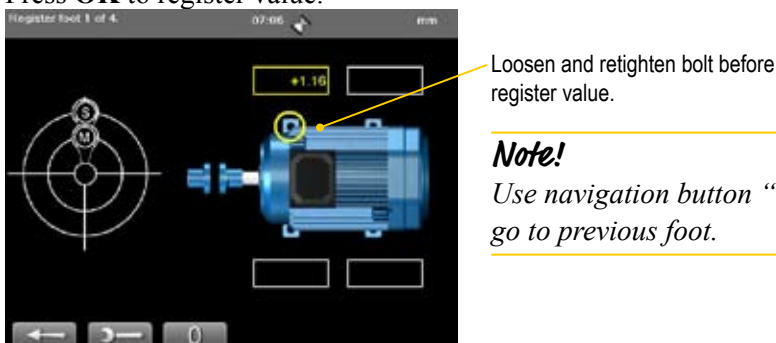 Press OK to register value.
Register foot 1 of 4.
07:06
mm
+1.16
S
M
0
Loosen and retighten bolt before
register value.
Note!
Use navigation button “
go to previous foot.